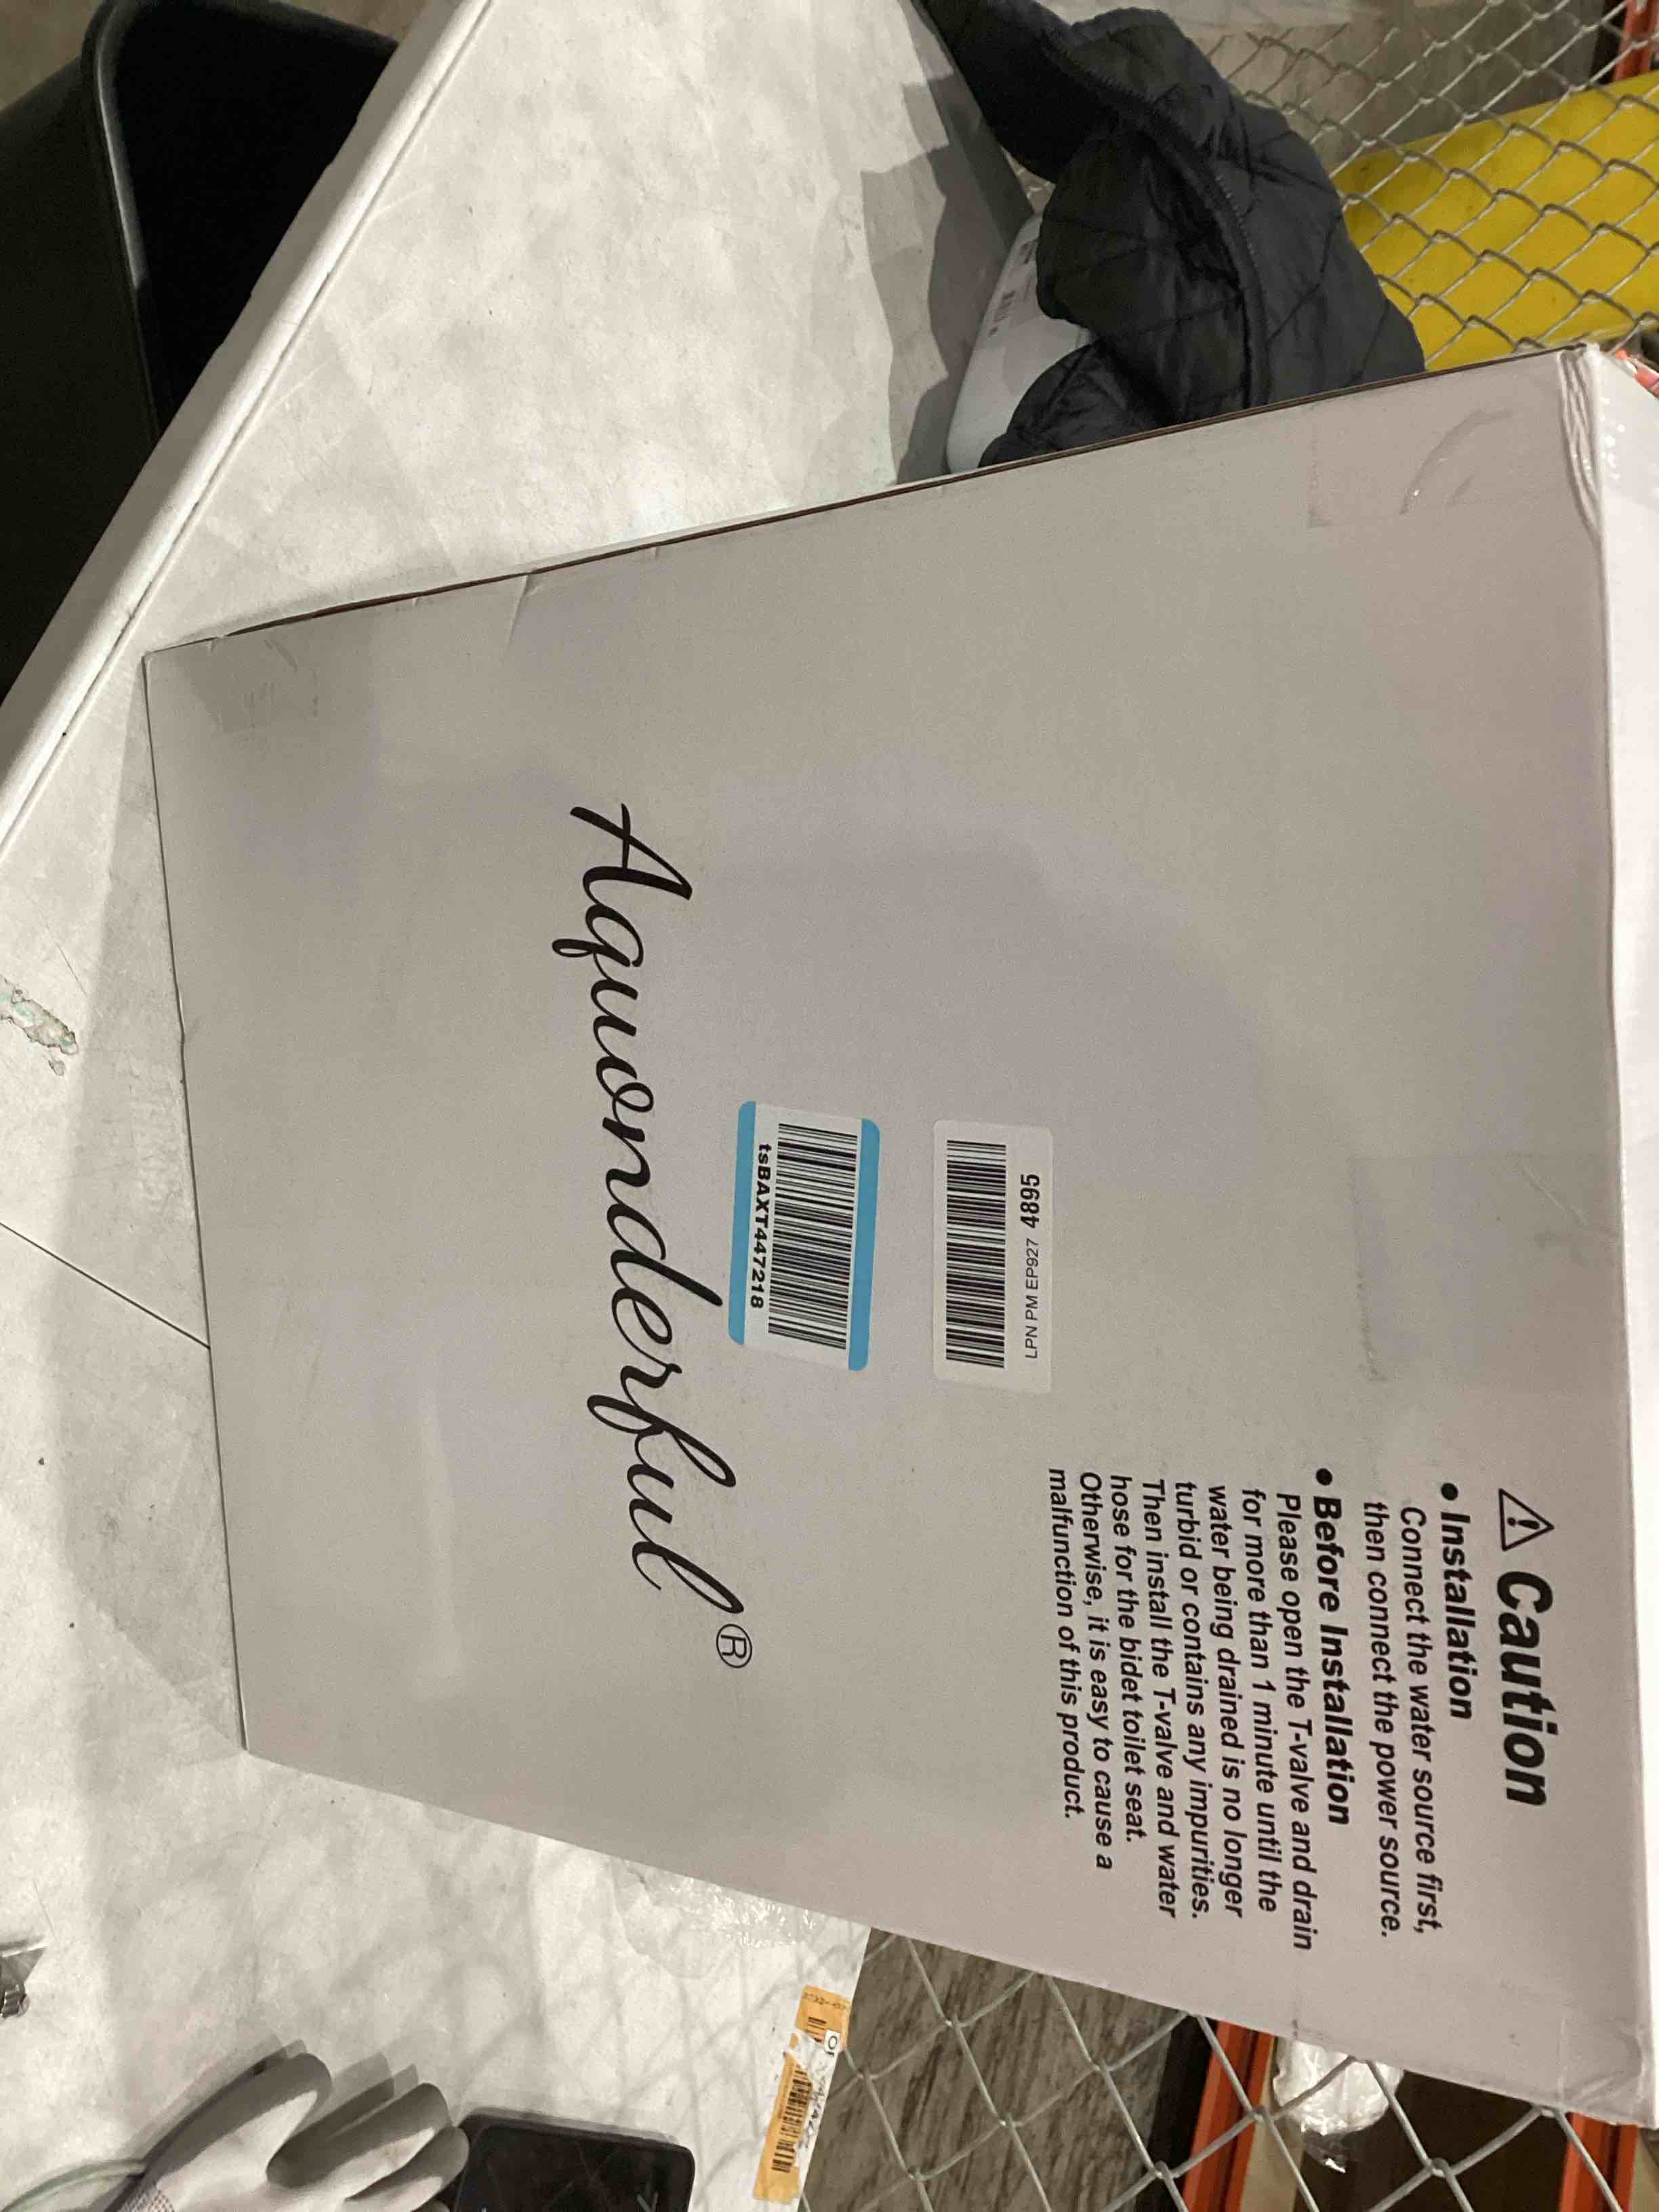 ⚠ Caution
• Installation
Connect the water source first,
then connect the power source.
• Before Installation
Please open the T-valve and drain
for more than 1 minute until the
water being drained is no longer
turbid or contains any impurities.
Then install the T-valve and water
hose for the bidet toilet seat.
Otherwise, it is easy to cause a
malfunction of this product.
LPN PM EP927 4895
tsBAXT447218
Aquonderful®